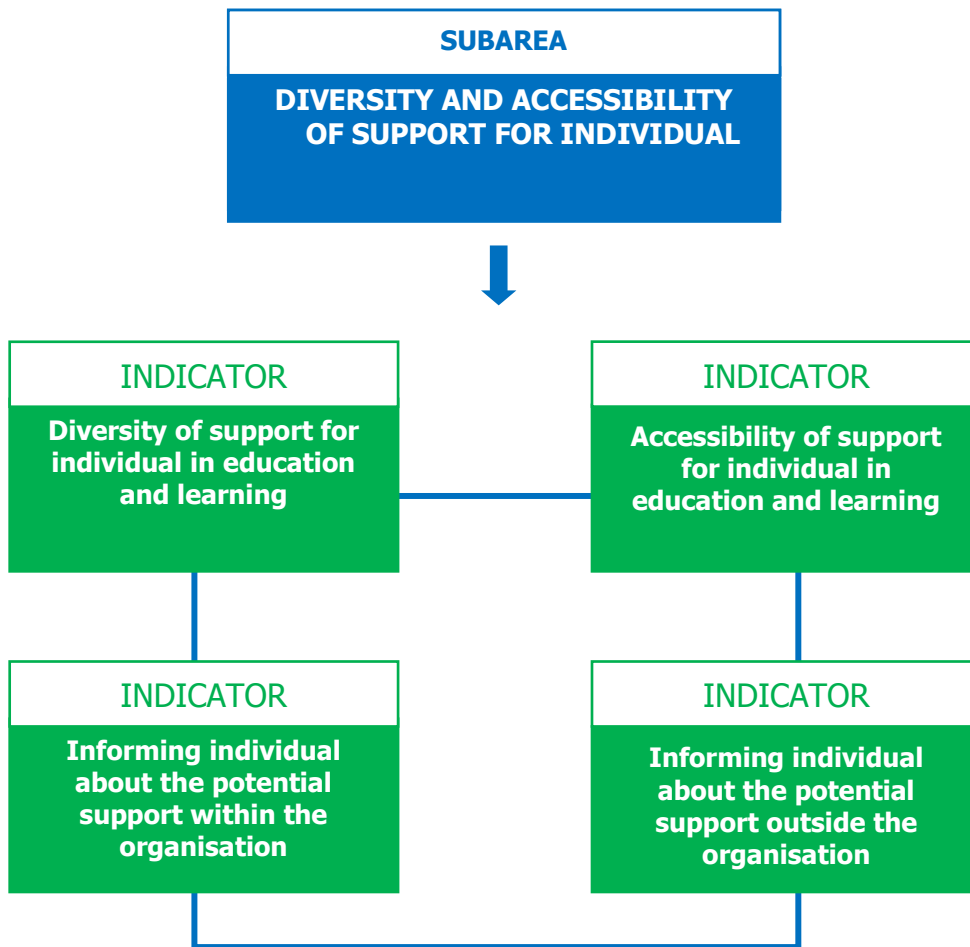 SUBAREA
DIVERSITY AND ACCESSIBILITY
OF SUPPORT FOR INDIVIDUAL
INDICATOR
Diversity of support for
individual in education
and learning
INDICATOR
Accessibility of support
for individual in
education and learning
INDICATOR
Informing individual
about the potential
support within the
organisation
INDICATOR
Informing individual
about the potential
support outside the
organisation